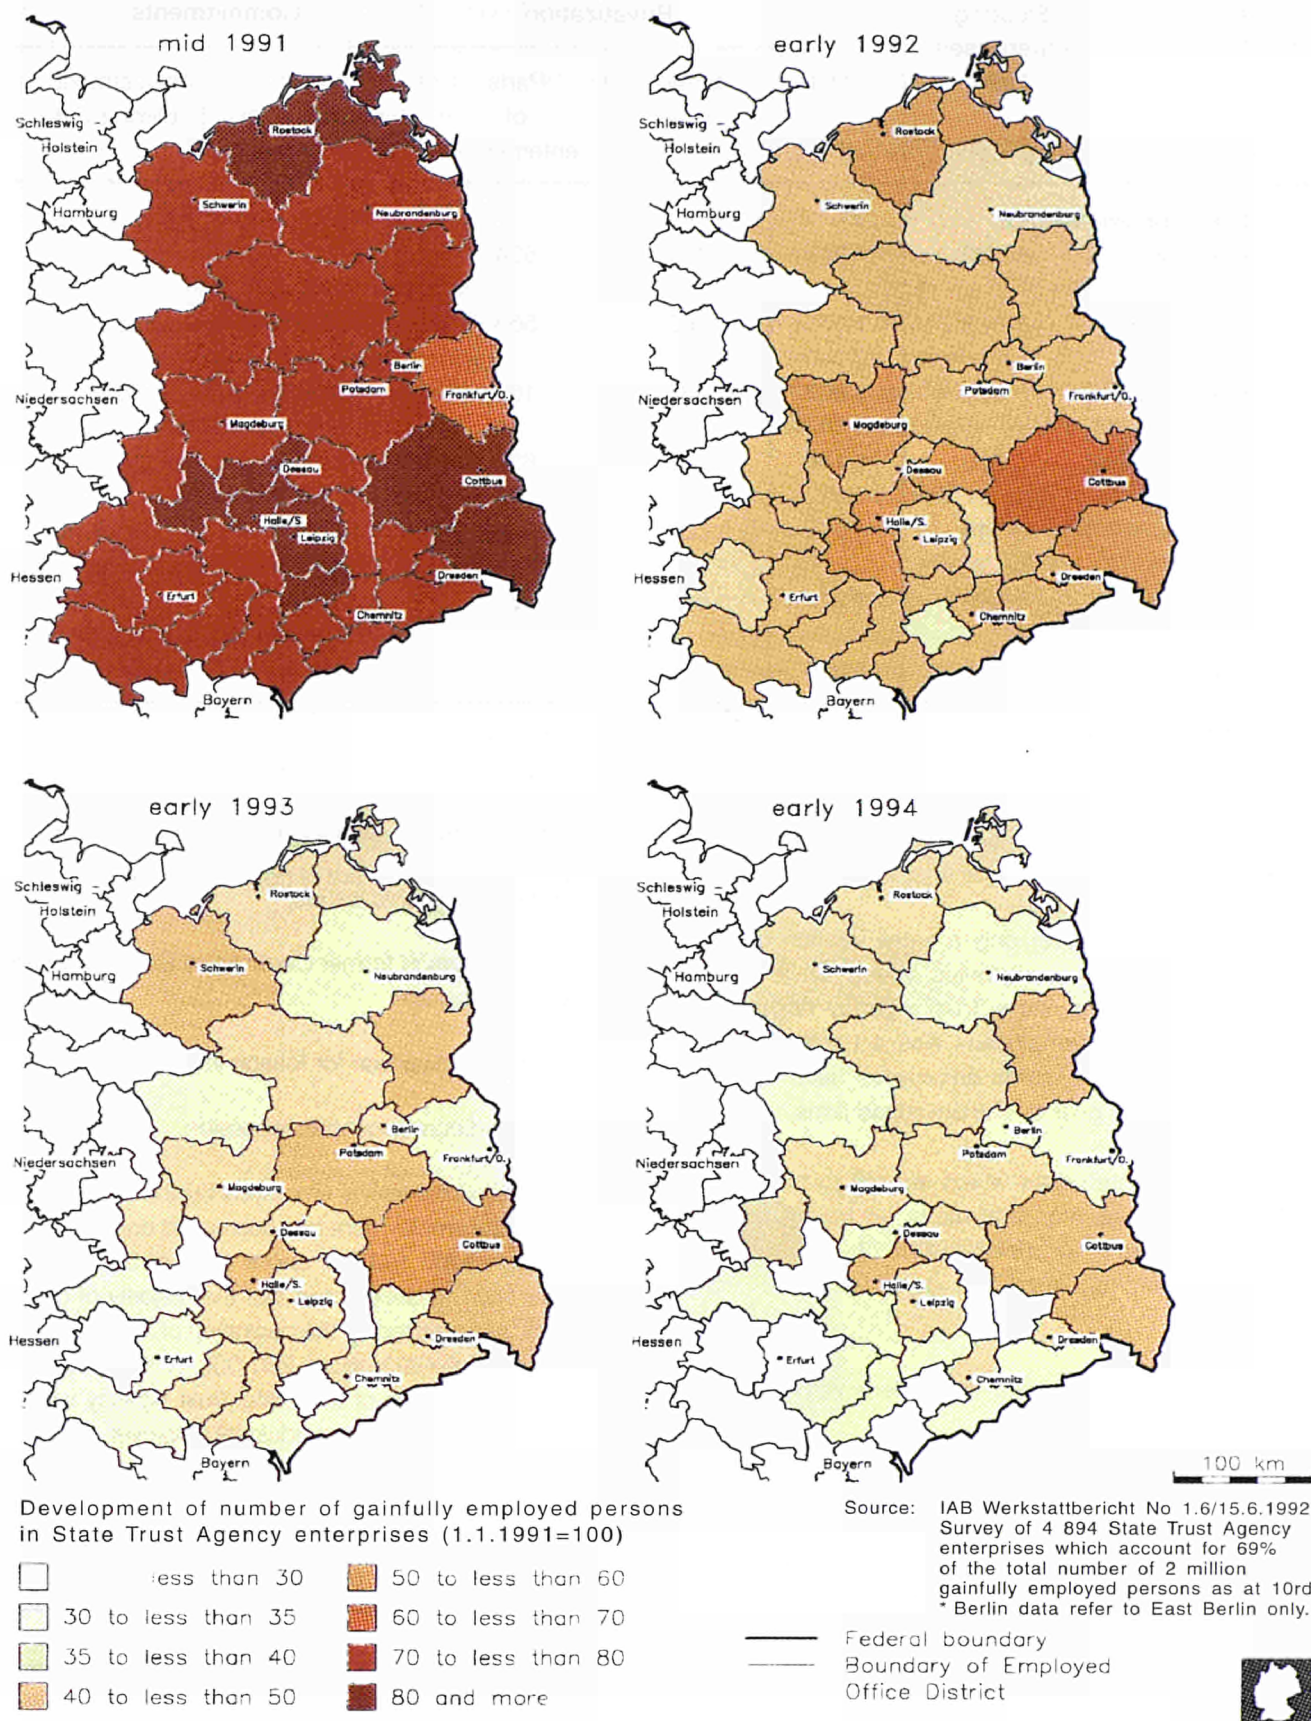 mid 1991
Schleswig -
Holstein
Hamburg
Niedersachsen
Hessen
Bayern
Rostock
Schwerin
Neubrandenburg
Berlin
Potsdam
Frankfurt/O.
Magdeburg
Dessau
Cottbus
Halle/S.
Leipzig
Dresden
Erfurt
Chemnitz
early 1992
Schleswig -
Holstein
Hamburg
Niedersachsen
Hessen
Bayern
Rostock
Schwerin
Neubrandenburg
Berlin
Potsdam
Frankfurt/O.
Magdeburg
Dessau
Cottbus
Halle/S.
Leipzig
Dresden
Erfurt
Chemnitz
early 1993
Schleswig -
Holstein
Hamburg
Niedersachsen
Hessen
Bayern
Rostock
Schwerin
Neubrandenburg
Berlin
Potsdam
Frankfurt/O.
Magdeburg
Dessau
Cottbus
Halle/S.
Leipzig
Dresden
Erfurt
Chemnitz
early 1994
Schleswig -
Holstein
Hamburg
Niedersachsen
Hessen
Bayern
Rostock
Schwerin
Neubrandenburg
Berlin
Potsdam
Frankfurt/O.
Magdeburg
Dessau
Cottbus
Halle/S.
Leipzig
Dresden
Erfurt
Chemnitz
100 km
Development of number of gainfully employed persons
in State Trust Agency enterprises (1.1.1991=100)
less than 30
30 to less than 35
35 to less than 40
40 to less than 50
50 to less than 60
60 to less than 70
70 to less than 80
80 and more
Source: IAB Werkstattbericht No 1.6/15.6.1992
Survey of 4 894 State Trust Agency
enterprises which account for 69%
of the total number of 2 million
gainfully employed persons as at 10rd
* Berlin data refer to East Berlin only.
Federal boundary
Boundary of Employed
Office District